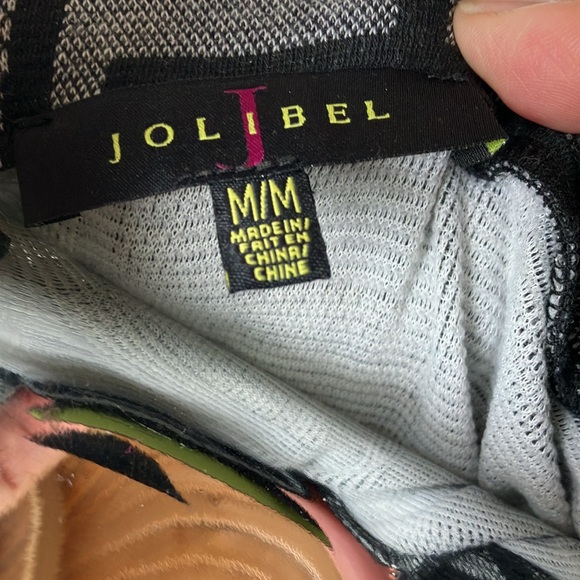 JOLIBEL
J
M/M
MADE IN/
FAIT EN
CHINA/
CHINE